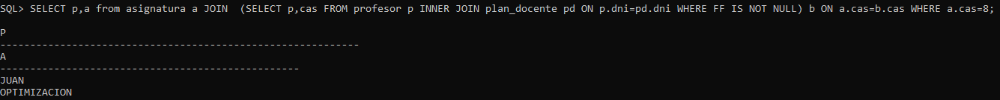 SQL> SELECT p,a from asignatura a JOIN  (SELECT p,cas FROM profesor p INNER JOIN plan_docente pd ON p.dni=pd.dni WHERE FF IS NOT NULL) b ON a.cas=b.cas WHERE a.cas=8;
P
------------------------------------------------------------
A
--------------------------------------------------
JUAN
OPTIMIZACION